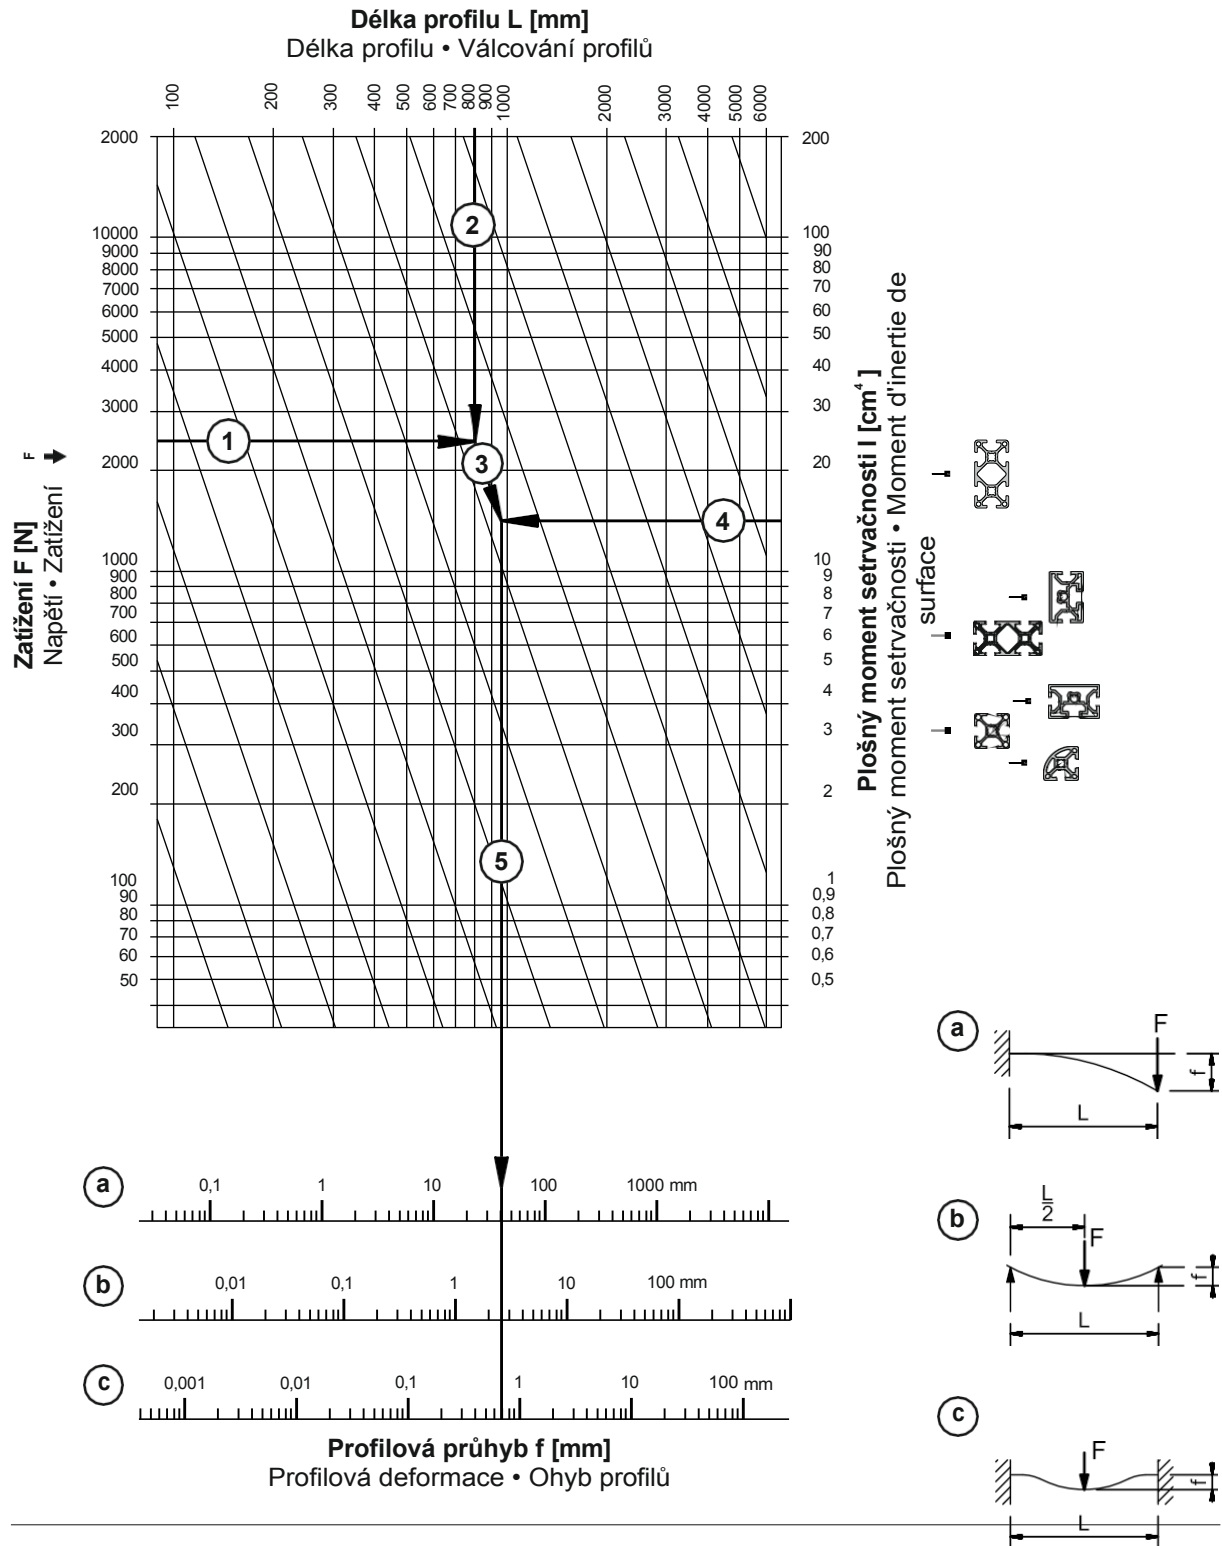 Délka profilu L [mm]
Délka profilu • Válcování profilů
100 200 300 400 500 600 700 800 900 1000 2000 3000 4000 5000 6000
2000
10000
9000
8000
7000
6000
5000
4000
3000
2000
1000
900
800
700
600
500
400
300
200
100
90
80
70
60
50
Zatížení F [N]
Napětí • Zatížení
F
1
2
3
4
5
200
100
90
80
70
60
50
40
30
20
10
9
8
7
6
5
4
3
2
1
0,9
0,8
0,7
0,6
0,5
Plošný moment setrvačnosti I [cm⁴ ]
Plošný moment setrvačnosti • Moment d'inertie de
surface
a
0,1 1 10 100 1000 mm
b
0,01 0,1 1 10 100 mm
c
0,001 0,01 0,1 1 10 100 mm
Profilová průhyb f [mm]
Profilová deformace • Ohyb profilů
a
F
f
L
b
L
2
F
f
L
c
F
f
L